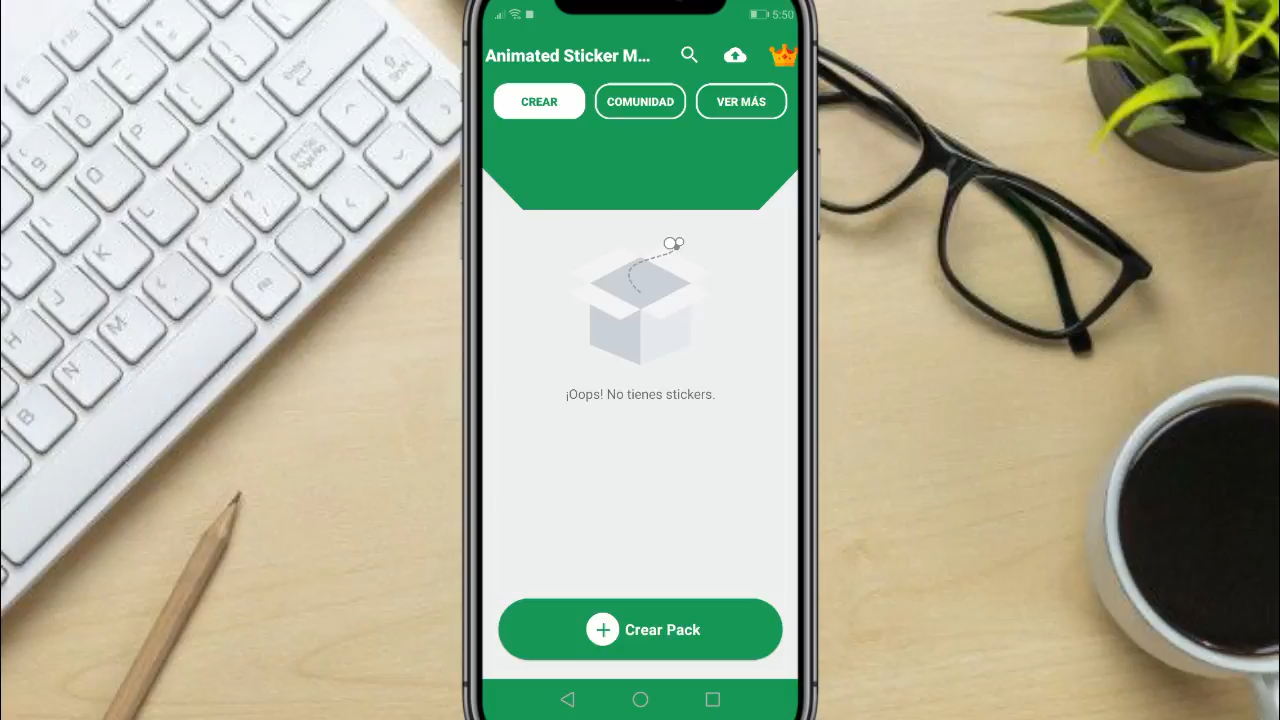 5:50
Animated Sticker M...
CREAR
COMUNIDAD
VER MÁS
¡Oops! No tienes stickers.
Crear Pack
P
L
K
J
M
H
N
B